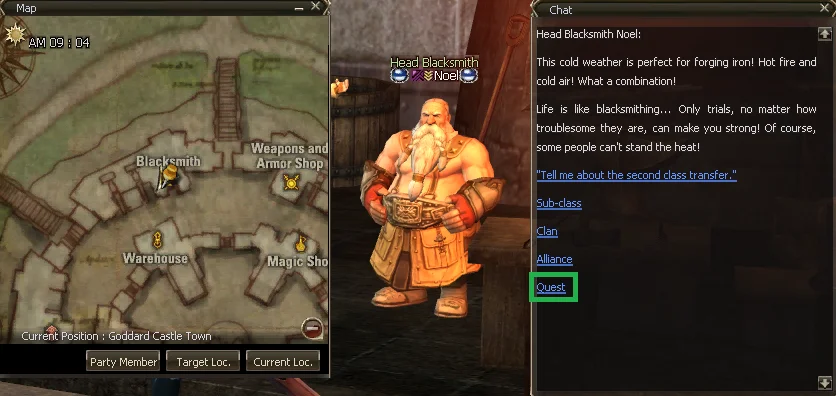 Map
AM 09 : 04
Blacksmith
Weapons and
Armor Shop
Warehouse
Magic Sho
Current Position : Goddard Castle Town
Party Member
Target Loc.
Current Loc.
Head Blacksmith
Noel
Chat
Head Blacksmith Noel:
This cold weather is perfect for forging iron! Hot fire and
cold air! What a combination!
Life is like blacksmithing... Only trials, no matter how
troublesome they are, can make you strong! Of course,
some people can't stand the heat!
"Tell me about the second class transfer."
Sub-class
Clan
Alliance
Quest